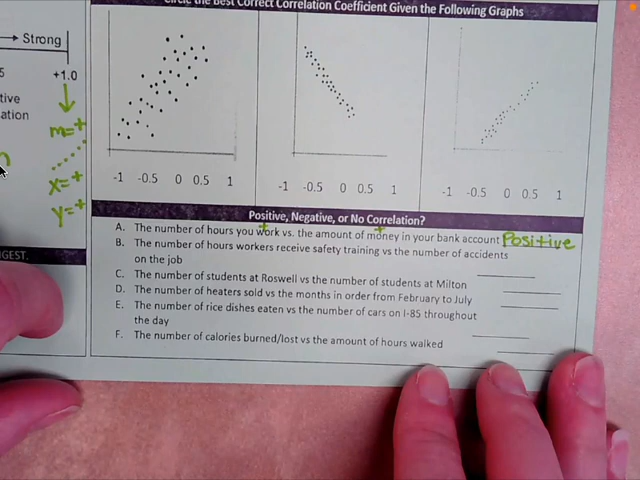 Circle the Best Correct Correlation Coefficient Given the Following Graphs
Strong
+1.0
m=+
x=+
y=+
-1 -0.5 0 0.5 1
-1 -0.5 0 0.5 1
-1 -0.5 0 0.5 1
Positive, Negative, or No Correlation?
+ +
A. The number of hours you work vs. the amount of money in your bank account Positive
B. The number of hours workers receive safety training vs the number of accidents
on the job
C. The number of students at Roswell vs the number of students at Milton
D. The number of heaters sold vs the months in order from February to July
E. The number of rice dishes eaten vs the number of cars on I-85 throughout
the day
F. The number of calories burned/lost vs the amount of hours walked